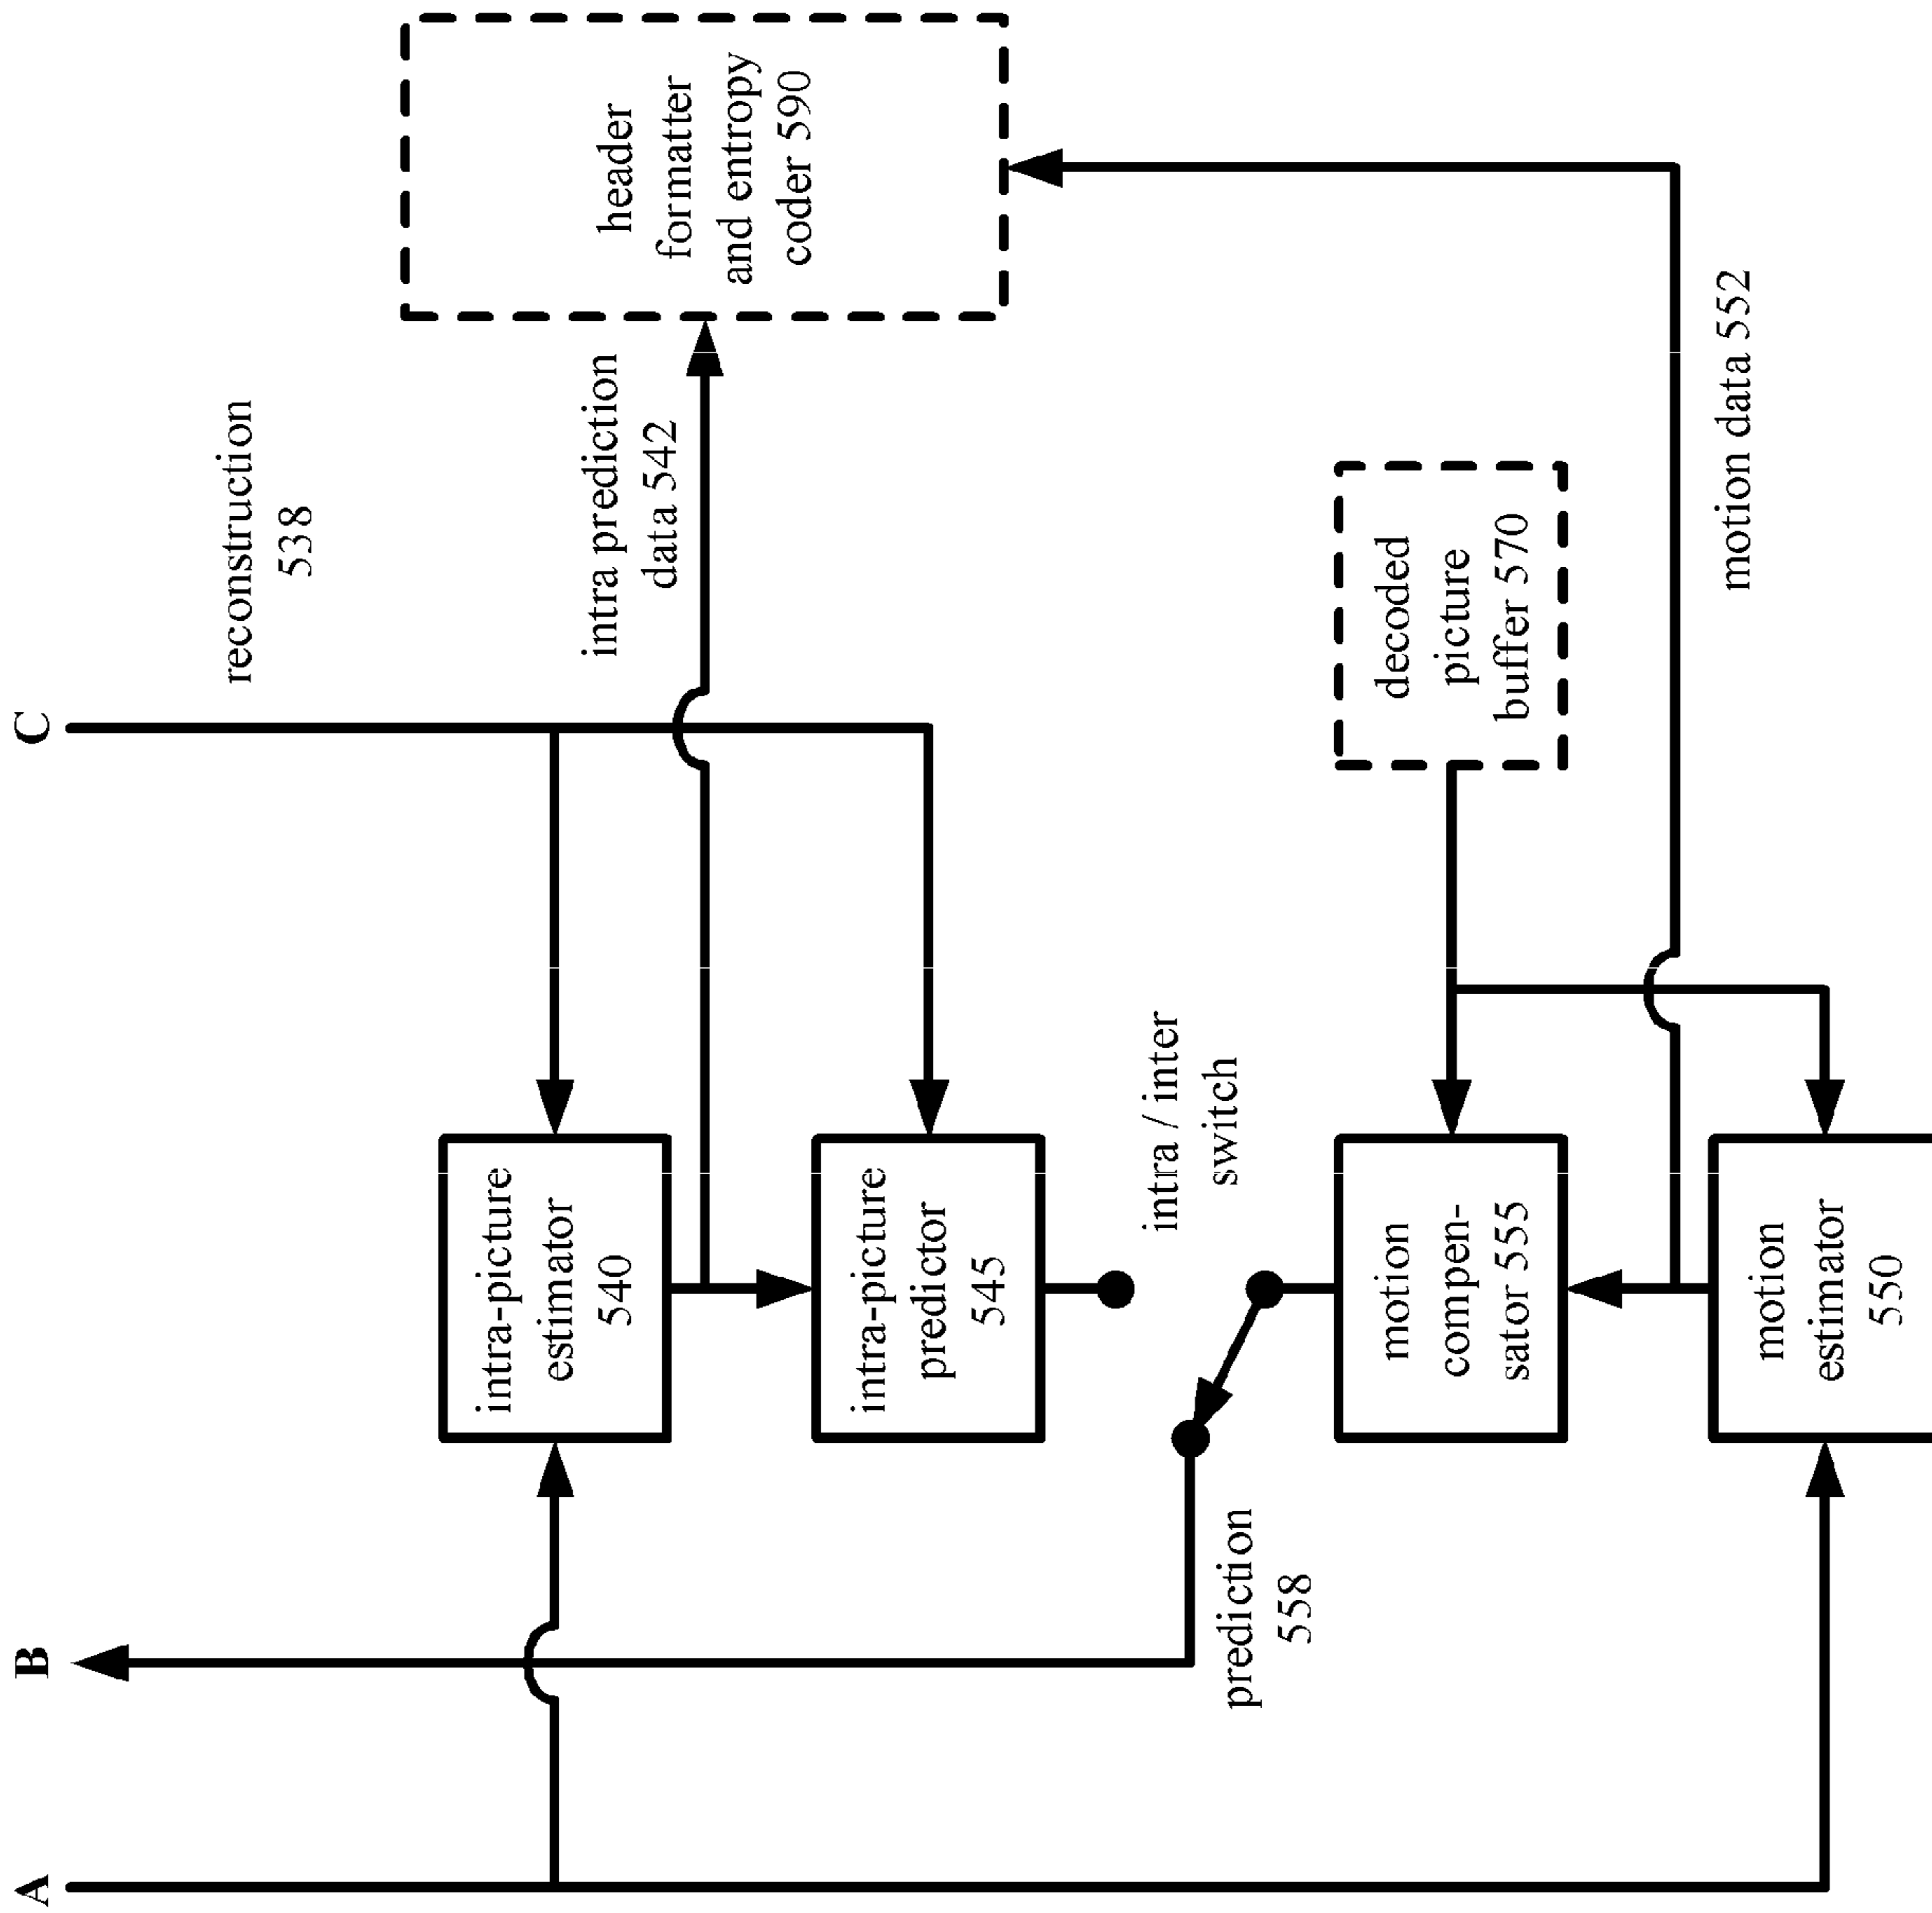 A
B
C
reconstruction
538
intra prediction
data 542
header
formatter
and entropy
coder 590
intra-picture
estimator
540
intra-picture
predictor
545
intra / inter
switch
prediction
558
decoded
picture
buffer 570
motion
compen-
sator 555
motion data 552
motion
estimator
550